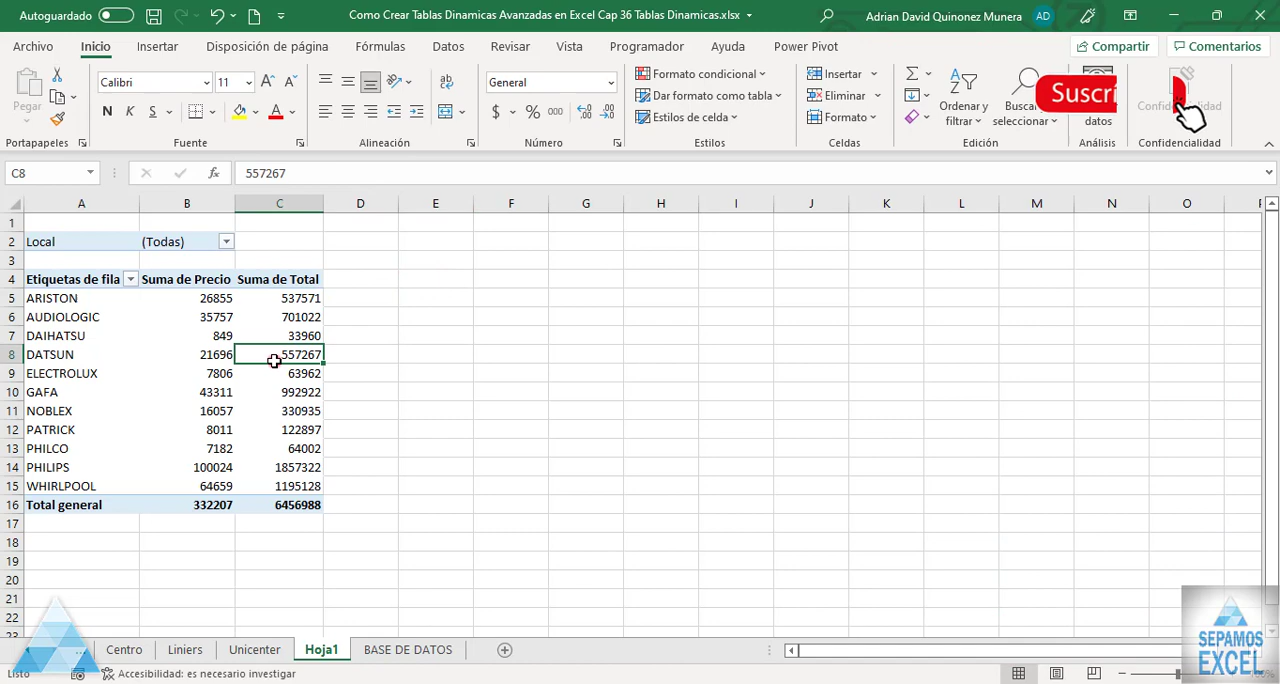 Autoguardado
Como Crear Tablas Dinamicas Avanzadas en Excel Cap 36 Tablas Dinamicas.xlsx
Adrian David Quinonez Munera
AD
Archivo Inicio Insertar Disposición de página Fórmulas Datos Revisar Vista Programador Ayuda Power Pivot
Compartir Comentarios
Pegar
Calibri 11
N K S
General
$ % 000
Formato condicional
Dar formato como tabla
Estilos de celda
Insertar
Eliminar
Formato
Ordenar y
filtrar
seleccionar
datos
Suscrí
Portapapeles Fuente Alineación Número Estilos Celdas Edición Análisis Confidencialidad
C8 fx 557267
A B C D E F G H I J K L M N O
1
2 Local (Todas)
3
4 Etiquetas de fila Suma de Precio Suma de Total
5 ARISTON 26855 537571
6 AUDIOLOGIC 35757 701022
7 DAIHATSU 849 33960
8 DATSUN 21696 557267
9 ELECTROLUX 7806 63962
10 GAFA 43311 992922
11 NOBLEX 16057 330935
12 PATRICK 8011 122897
13 PHILCO 7182 64002
14 PHILIPS 100024 1857322
15 WHIRLPOOL 64659 1195128
16 Total general 332207 6456988
17
18
19
20
21
22
23
... Centro Liniers Unicenter Hoja1 BASE DE DATOS
Listo Accesibilidad: es necesario investigar
SEPAMOS
EXCEL